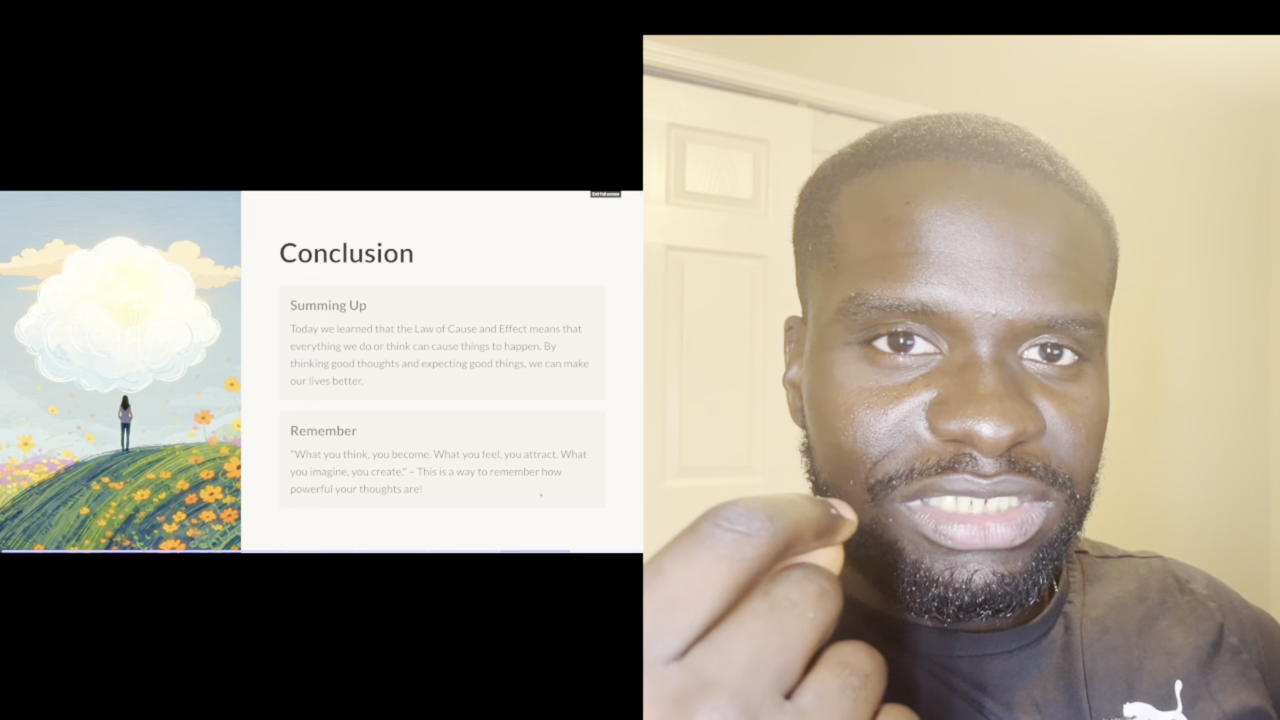 Exit full screen
Conclusion
Summing Up
Today we learned that the Law of Cause and Effect means that
everything we do or think can cause things to happen. By
thinking good thoughts and expecting good things, we can make
our lives better.
Remember
"What you think, you become. What you feel, you attract. What
you imagine, you create." – This is a way to remember how
powerful your thoughts are!